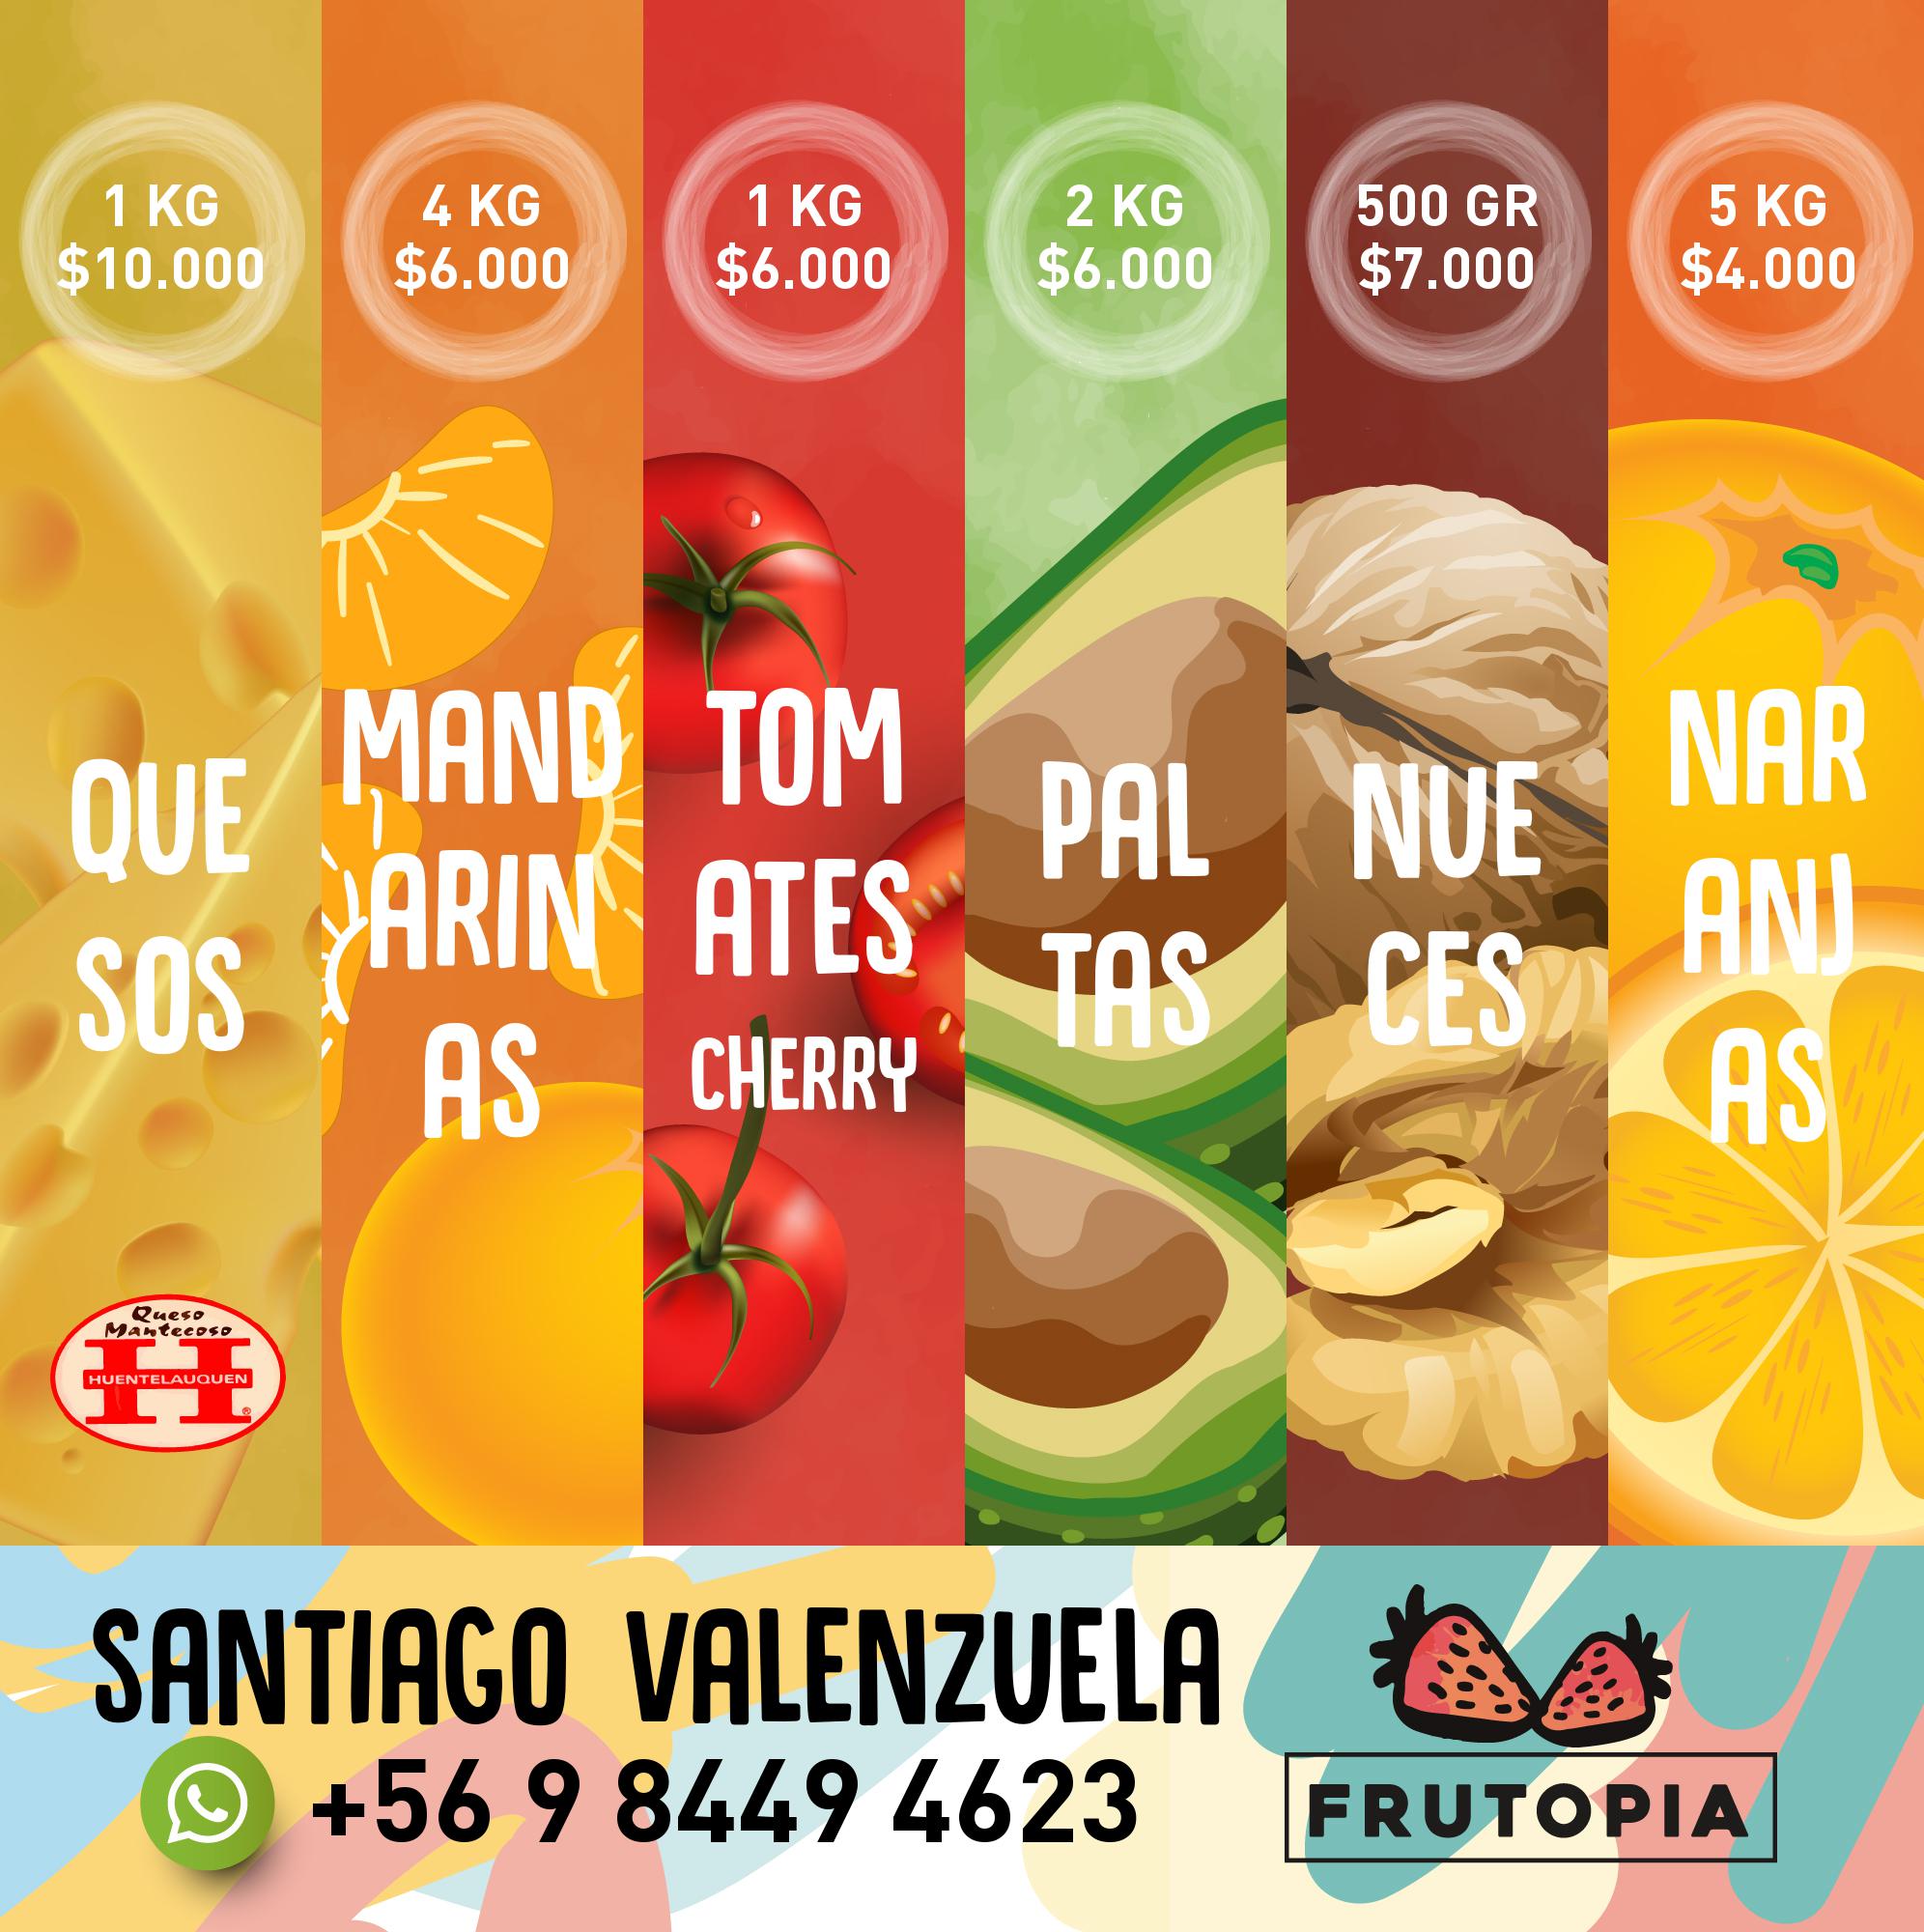 1 KG
$10.000
QUE
SOS
Queso
Mantecoso
H
HUENTELAUQUEN
®
4 KG
$6.000
MAND
ARIN
AS
1 KG
$6.000
TOM
ATES
CHERRY
2 KG
$6.000
PAL
TAS
500 GR
$7.000
NUE
CES
5 KG
$4.000
NAR
ANJ
AS
SANTIAGO VALENZUELA
+56 9 8449 4623
FRUTOPIA